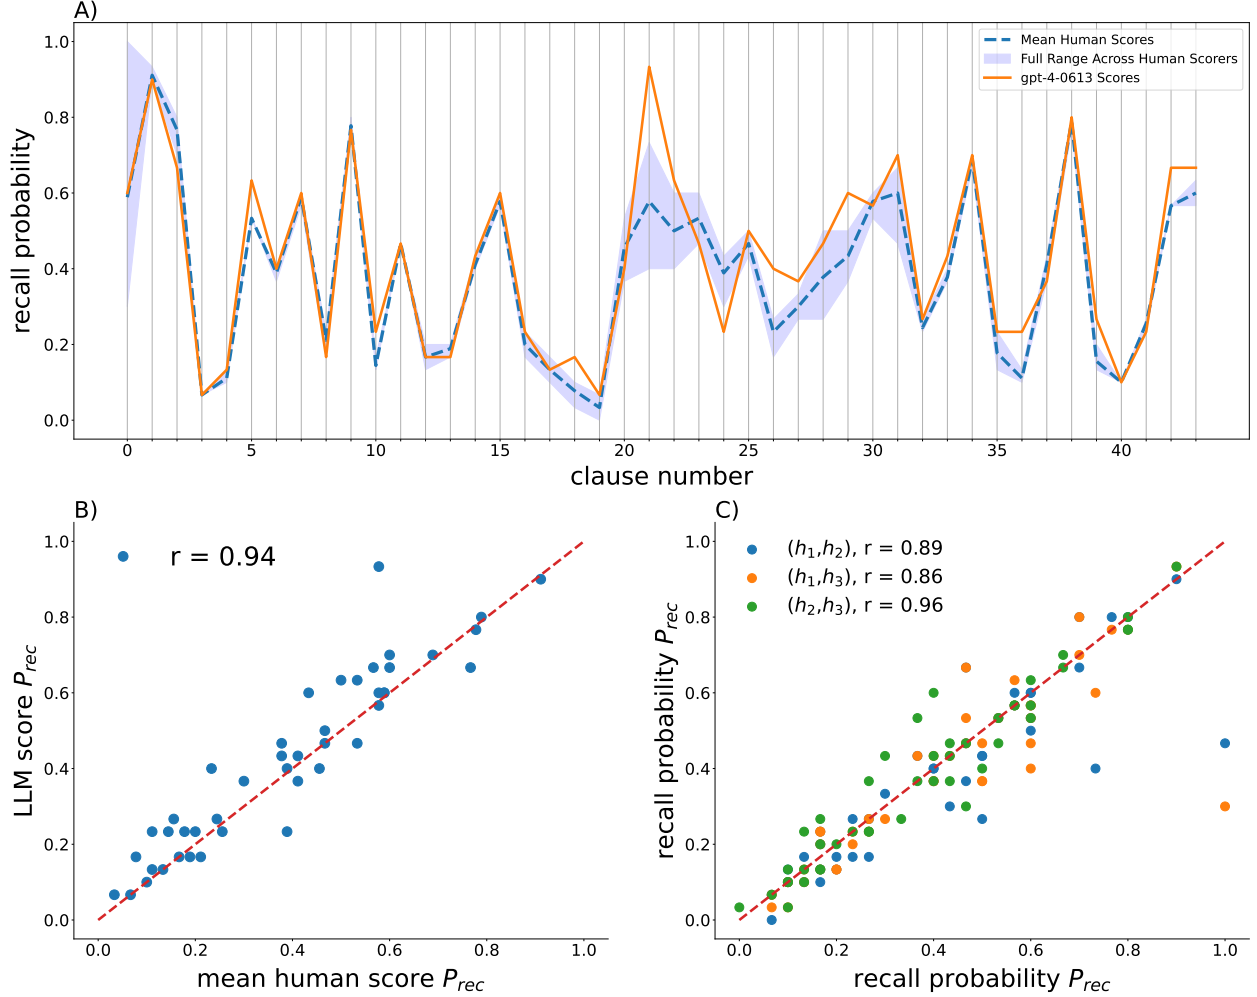 A)
recall probability
1.0
0.8
0.6
0.4
0.2
0.0
Mean Human Scores
Full Range Across Human Scorers
gpt-4-0613 Scores
0 5 10 15 20 25 30 35 40
clause number
B)
LLM score P_rec
1.0
0.8
0.6
0.4
0.2
0.0
r = 0.94
0.0 0.2 0.4 0.6 0.8 1.0
mean human score P_rec
C)
recall probability P_rec
1.0
0.8
0.6
0.4
0.2
0.0
(h₁,h₂), r = 0.89
(h₁,h₃), r = 0.86
(h₂,h₃), r = 0.96
0.0 0.2 0.4 0.6 0.8 1.0
recall probability P_rec